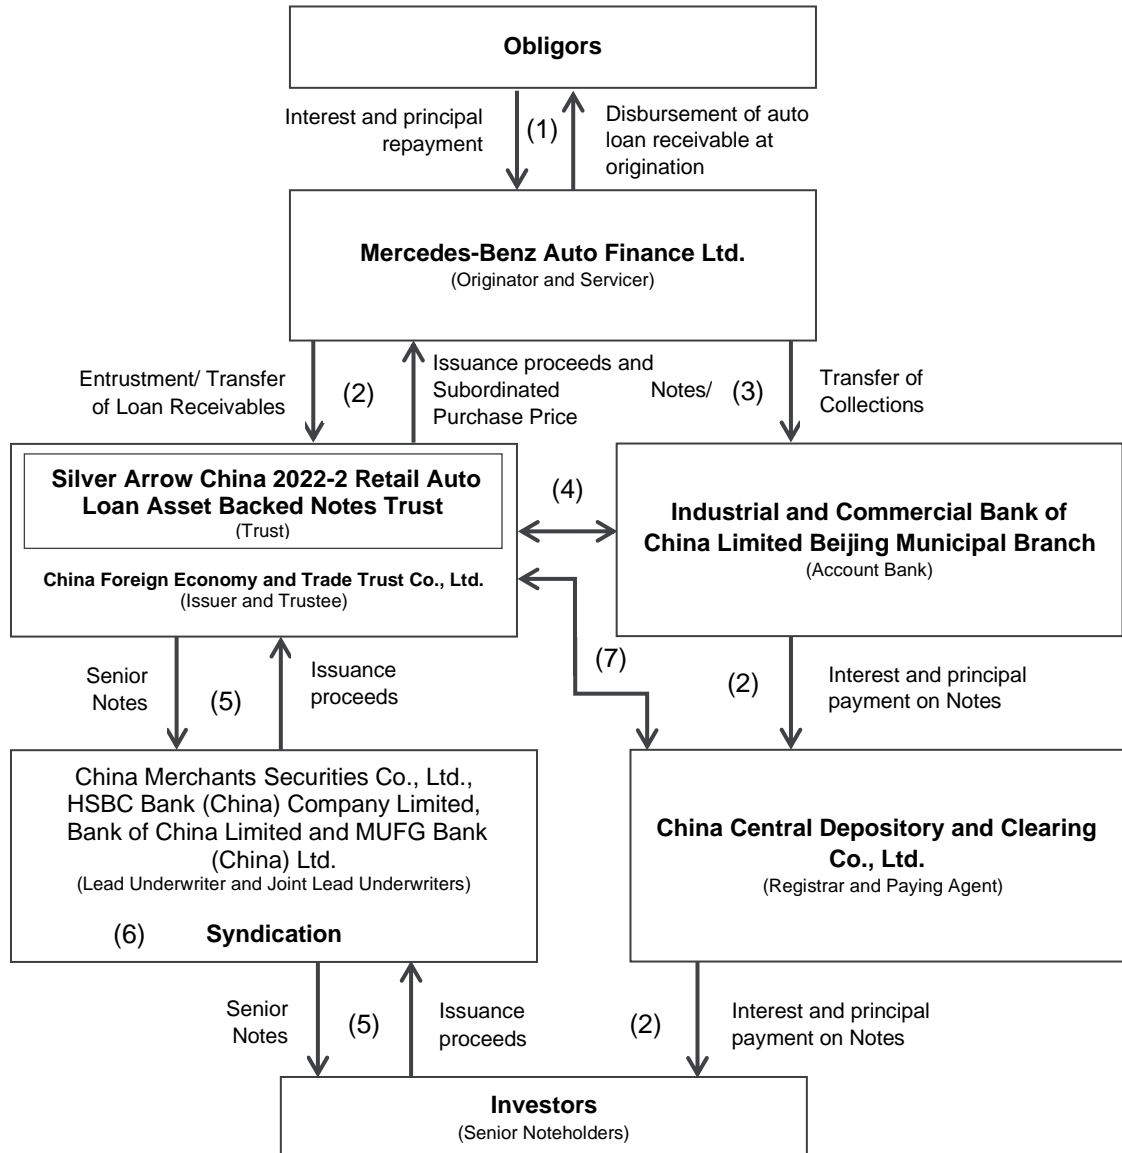 Obligors
Interest and principal
repayment
(1)
Disbursement of auto
loan receivable at
origination
Mercedes-Benz Auto Finance Ltd.
(Originator and Servicer)
Entrustment/ Transfer
of Loan Receivables
(2)
Issuance proceeds and
Subordinated Notes/
Purchase Price
(3)
Transfer of
Collections
Silver Arrow China 2022-2 Retail Auto
Loan Asset Backed Notes Trust
(Trust)
China Foreign Economy and Trade Trust Co., Ltd.
(Issuer and Trustee)
(4)
Industrial and Commercial Bank of
China Limited Beijing Municipal Branch
(Account Bank)
Senior
Notes
(5)
Issuance
proceeds
(7)
(2)
Interest and principal
payment on Notes
China Merchants Securities Co., Ltd.,
HSBC Bank (China) Company Limited,
Bank of China Limited and MUFG Bank
(China) Ltd.
(Lead Underwriter and Joint Lead Underwriters)
(6) Syndication
China Central Depository and Clearing
Co., Ltd.
(Registrar and Paying Agent)
Senior
Notes
(5)
Issuance
proceeds
(2)
Interest and principal
payment on Notes
Investors
(Senior Noteholders)